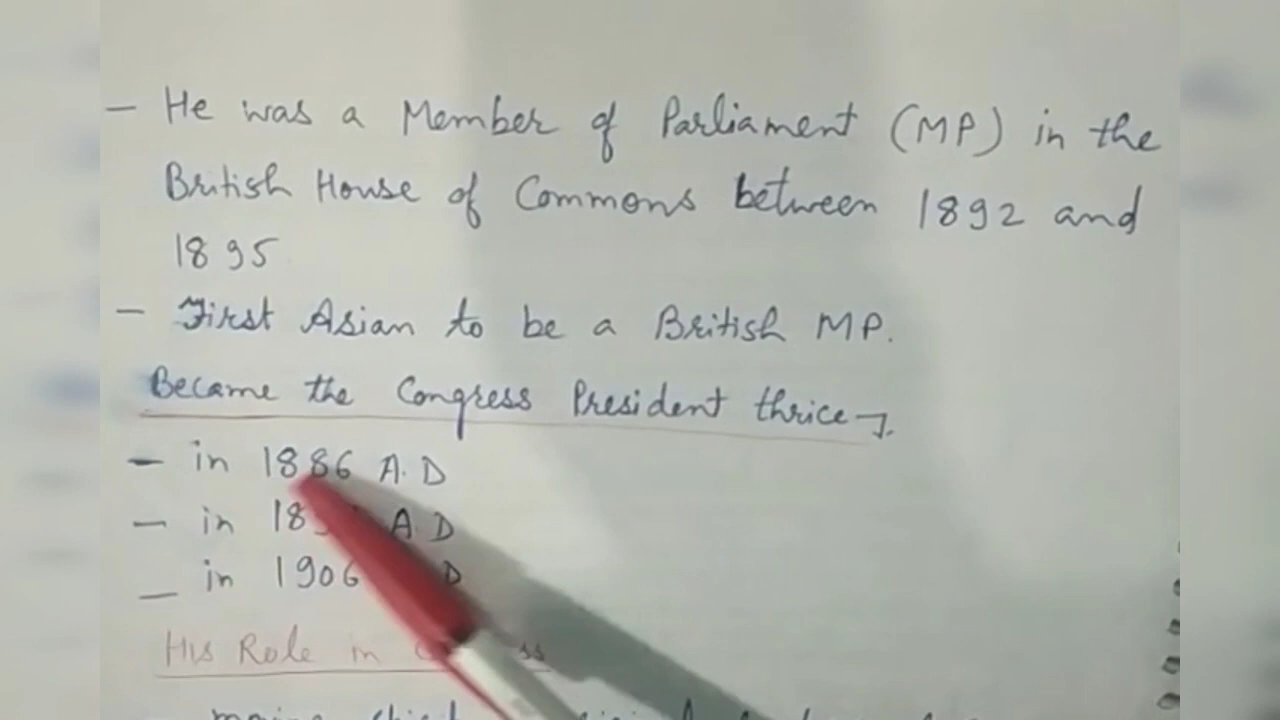 – He was a Member of Parliament (MP) in the
British House of Commons between 1892 and
1895
– First Asian to be a British MP.
Became the Congress President thrice →.
– in 1886 A.D
– in A.D
– in 1906 D
His Role in